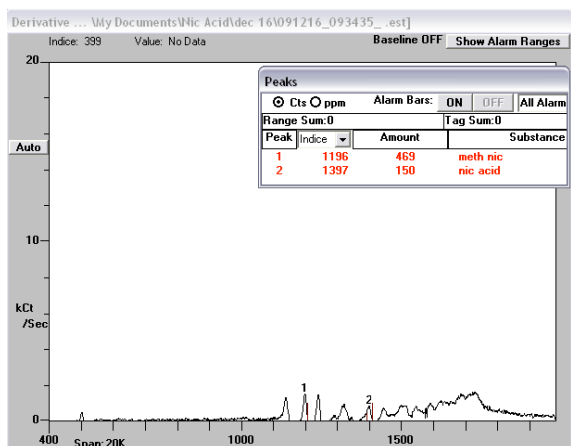 Derivative ... \My Documents\Nic Acid\dec 16\091216_093435_ .est]
Indice: 399 Value: No Data Baseline OFF Show Alarm Ranges
20
Peaks
Cts ppm Alarm Bars: ON OFF All Alarm
Range Sum:0 Tag Sum:0
Peak Indice Amount Substance
1 1196 469 meth nic
2 1397 150 nic acid
Auto
10
kCt
/Sec
1
2
0
400 1000 1500
Span: 20K